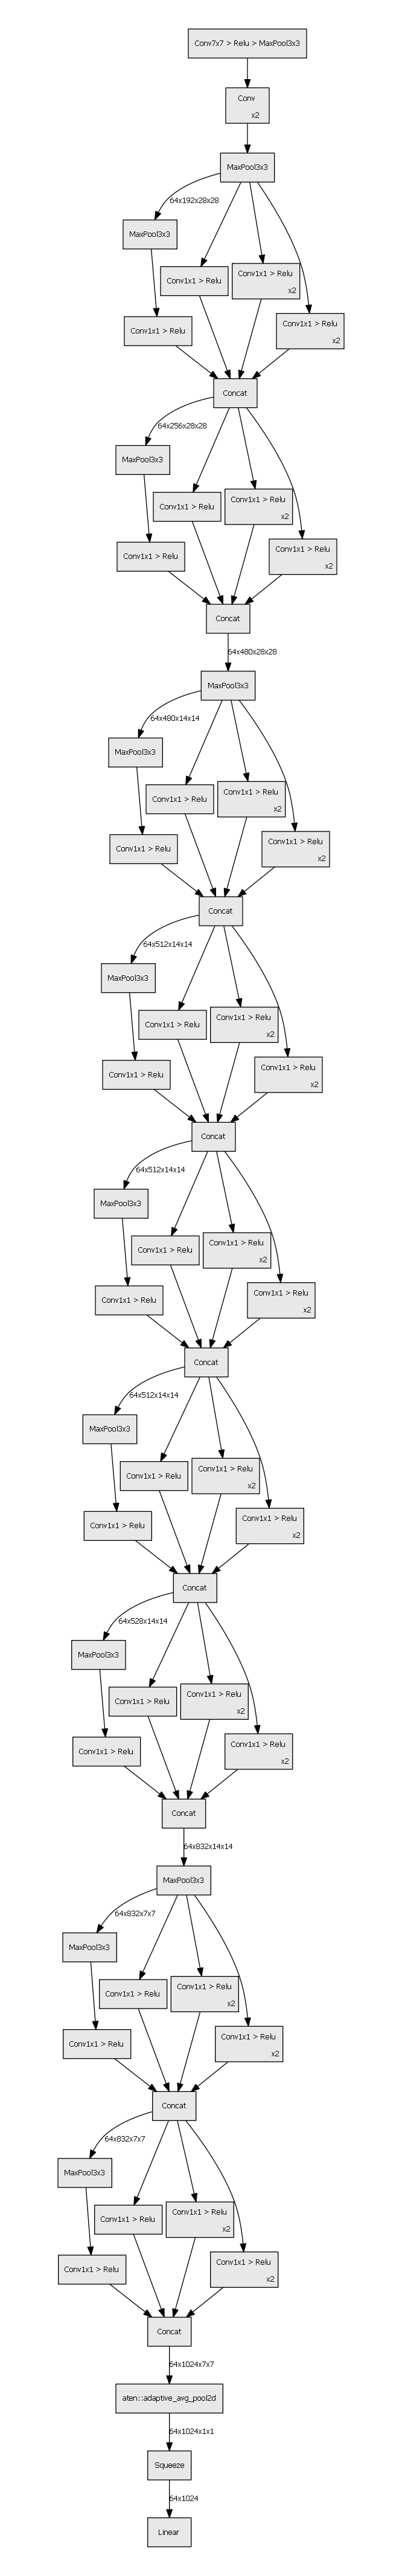 Conv7x7 > Relu > MaxPool3x3
Conv
x2
MaxPool3x3
64x192x28x28
MaxPool3x3
Conv1x1 > Relu
Conv1x1 > Relu
x2
Conv1x1 > Relu
x2
Conv1x1 > Relu
Concat
64x256x28x28
MaxPool3x3
Conv1x1 > Relu
Conv1x1 > Relu
x2
Conv1x1 > Relu
x2
Conv1x1 > Relu
Concat
64x480x28x28
MaxPool3x3
64x480x14x14
MaxPool3x3
Conv1x1 > Relu
Conv1x1 > Relu
x2
Conv1x1 > Relu
x2
Conv1x1 > Relu
Concat
64x512x14x14
MaxPool3x3
Conv1x1 > Relu
Conv1x1 > Relu
x2
Conv1x1 > Relu
x2
Conv1x1 > Relu
Concat
64x512x14x14
MaxPool3x3
Conv1x1 > Relu
Conv1x1 > Relu
x2
Conv1x1 > Relu
x2
Conv1x1 > Relu
Concat
64x512x14x14
MaxPool3x3
Conv1x1 > Relu
Conv1x1 > Relu
x2
Conv1x1 > Relu
x2
Conv1x1 > Relu
Concat
64x528x14x14
MaxPool3x3
Conv1x1 > Relu
Conv1x1 > Relu
x2
Conv1x1 > Relu
x2
Conv1x1 > Relu
Concat
64x832x14x14
MaxPool3x3
64x832x7x7
MaxPool3x3
Conv1x1 > Relu
Conv1x1 > Relu
x2
Conv1x1 > Relu
x2
Conv1x1 > Relu
Concat
64x832x7x7
MaxPool3x3
Conv1x1 > Relu
Conv1x1 > Relu
x2
Conv1x1 > Relu
x2
Conv1x1 > Relu
Concat
64x1024x7x7
aten::adaptive_avg_pool2d
64x1024x1x1
Squeeze
64x1024
Linear